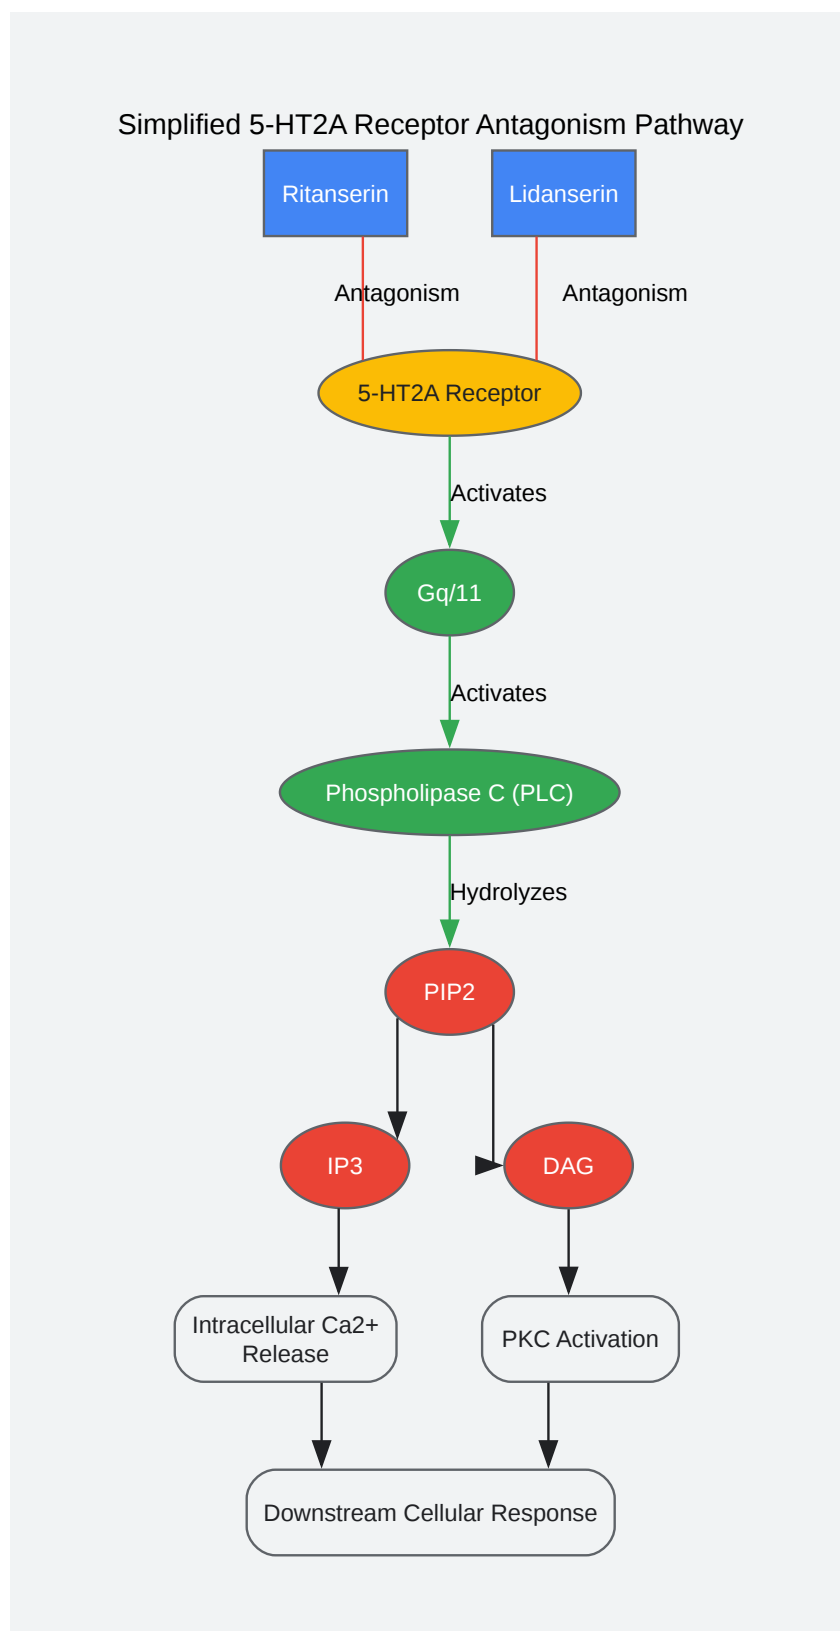 Simplified 5-HT2A Receptor Antagonism Pathway
Ritanserin
Lidanserin
Antagonism
Antagonism
5-HT2A Receptor
Activates
Gq/11
Activates
Phospholipase C (PLC)
Hydrolyzes
PIP2
IP3
DAG
Intracellular Ca2+
Release
PKC Activation
Downstream Cellular Response